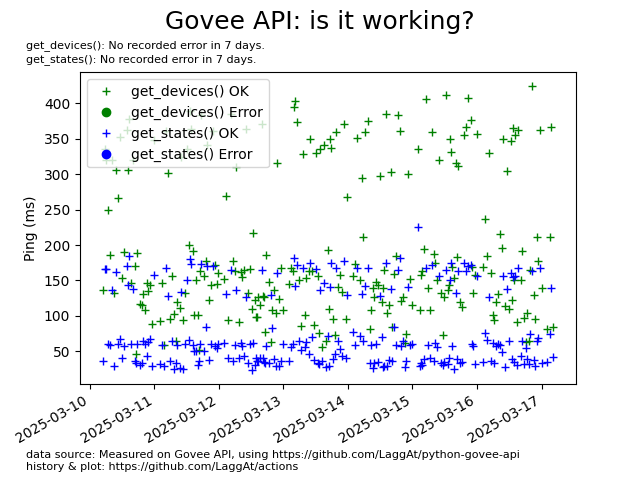 Govee API: is it working?
get_devices(): No recorded error in 7 days.
get_states(): No recorded error in 7 days.
get_devices() OK
get_devices() Error
get_states() OK
get_states() Error
Ping (ms)
400
350
300
250
200
150
100
50
2025-03-10
2025-03-11
2025-03-12
2025-03-13
2025-03-14
2025-03-15
2025-03-16
2025-03-17
data source: Measured on Govee API, using https://github.com/LaggAt/python-govee-api
history & plot: https://github.com/LaggAt/actions